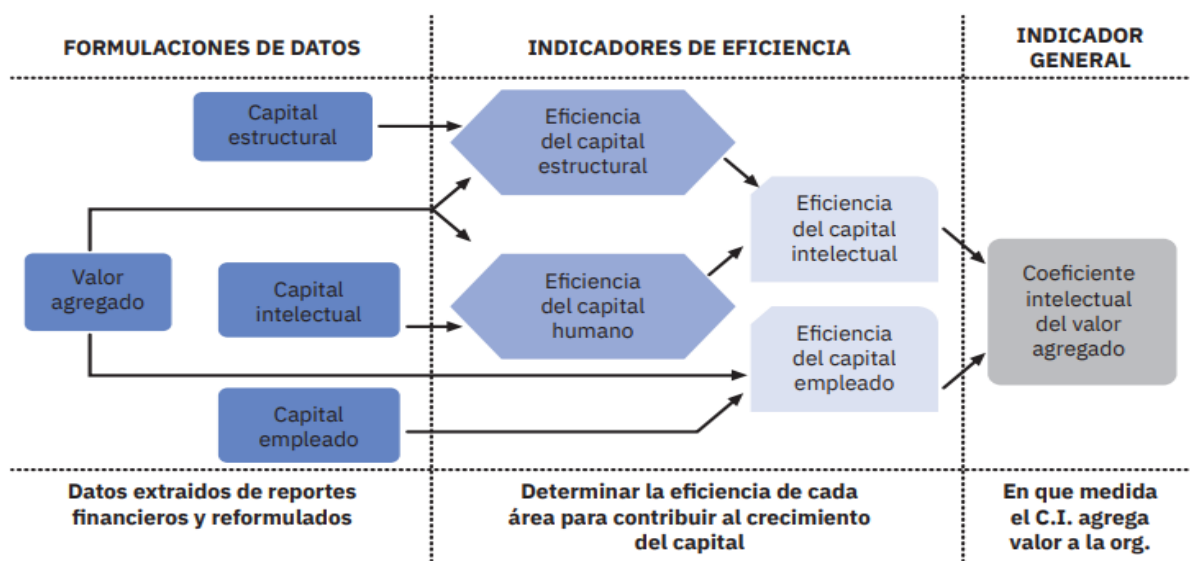 FORMULACIONES DE DATOS
INDICADORES DE EFICIENCIA
INDICADOR
GENERAL
Capital
estructural
Eficiencia
del capital
estructural
Eficiencia
del capital
intelectual
Valor
agregado
Capital
intelectual
Eficiencia
del capital
humano
Coeficiente
intelectual
del valor
agregado
Eficiencia
del capital
empleado
Capital
empleado
Datos extraidos de reportes
financieros y reformulados
Determinar la eficiencia de cada
área para contribuir al crecimiento
del capital
En que medida
el C.I. agrega
valor a la org.